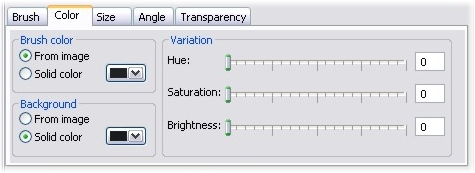 Brush Color Size Angle Transparency
Brush color
From image
Solid color
Background
From image
Solid color
Variation
Hue: 0
Saturation: 0
Brightness: 0